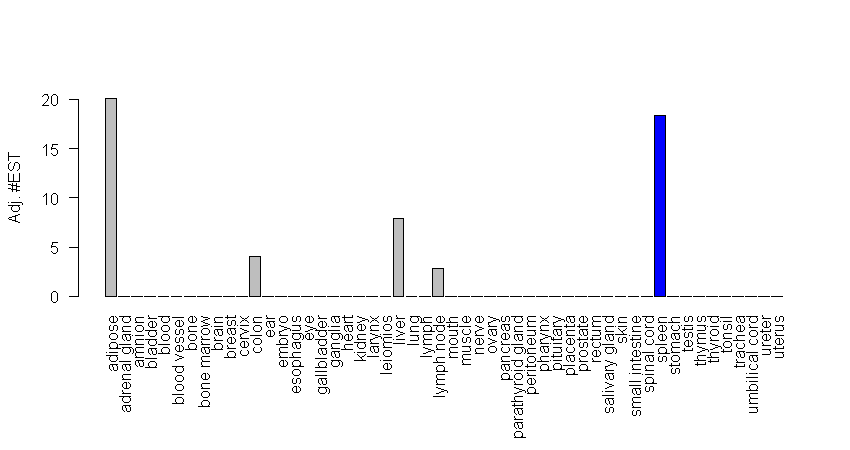 Adj. #EST
20
15
10
5
0
adipose
adrenal gland
amnion
bladder
blood
blood vessel
bone
bone marrow
brain
breast
cervix
colon
ear
embryo
esophagus
eye
gallbladder
ganglia
heart
kidney
larynx
leiomios
liver
lung
lymph
lymph node
mouth
muscle
nerve
ovary
pancreas
parathyroid gland
peritoneum
pharynx
pituitary
placenta
prostate
rectum
salivary gland
skin
small intestine
spinal cord
spleen
stomach
testis
thymus
thyroid
tonsil
trachea
umbilical cord
ureter
uterus